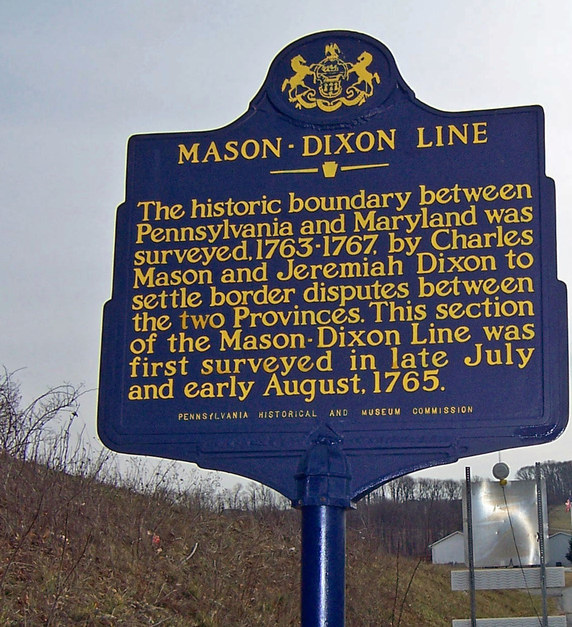 MASON-DIXON LINE
The historic boundary between
Pennsylvania and Maryland was
surveyed, 1763-1767, by Charles
Mason and Jeremiah Dixon to
settle border disputes between
the two Provinces. This section
of the Mason-Dixon Line was
first surveyed in late July
and early August, 1765.
PENNSYLVANIA HISTORICAL AND MUSEUM COMMISSION